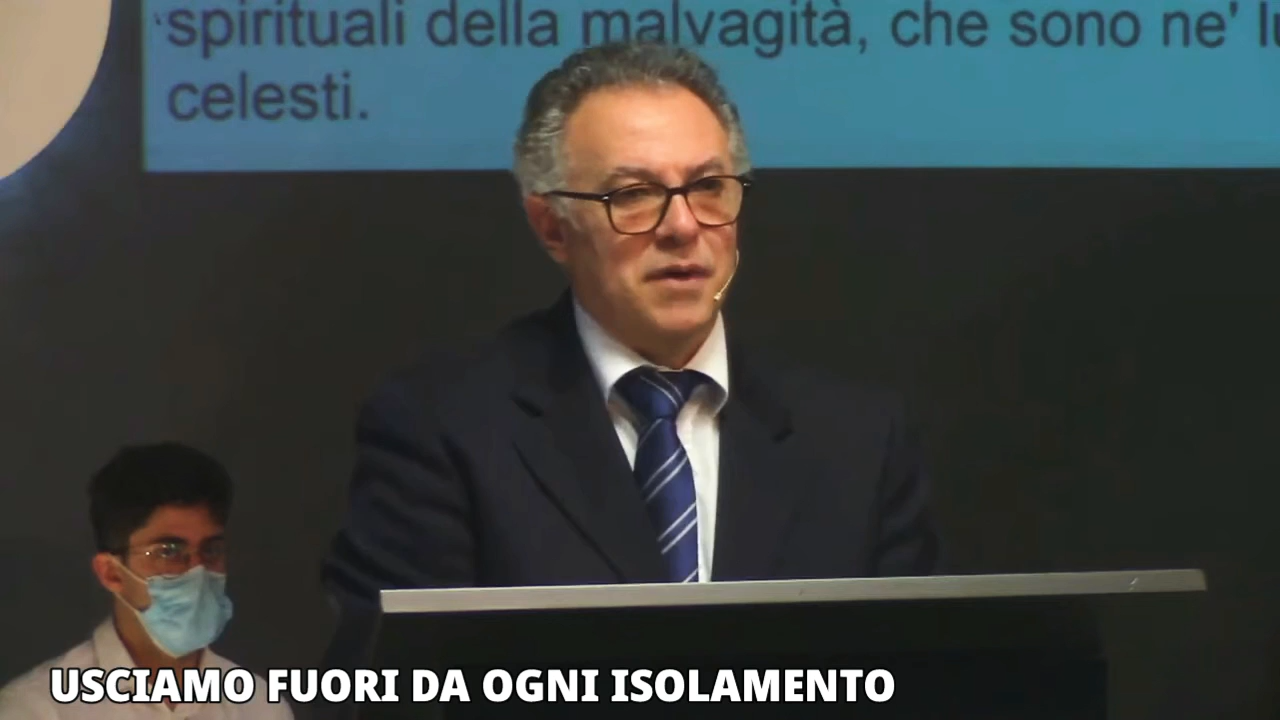 spirituali della malvagità, che sono ne'
celesti.
USCIAMO FUORI DA OGNI ISOLAMENTO